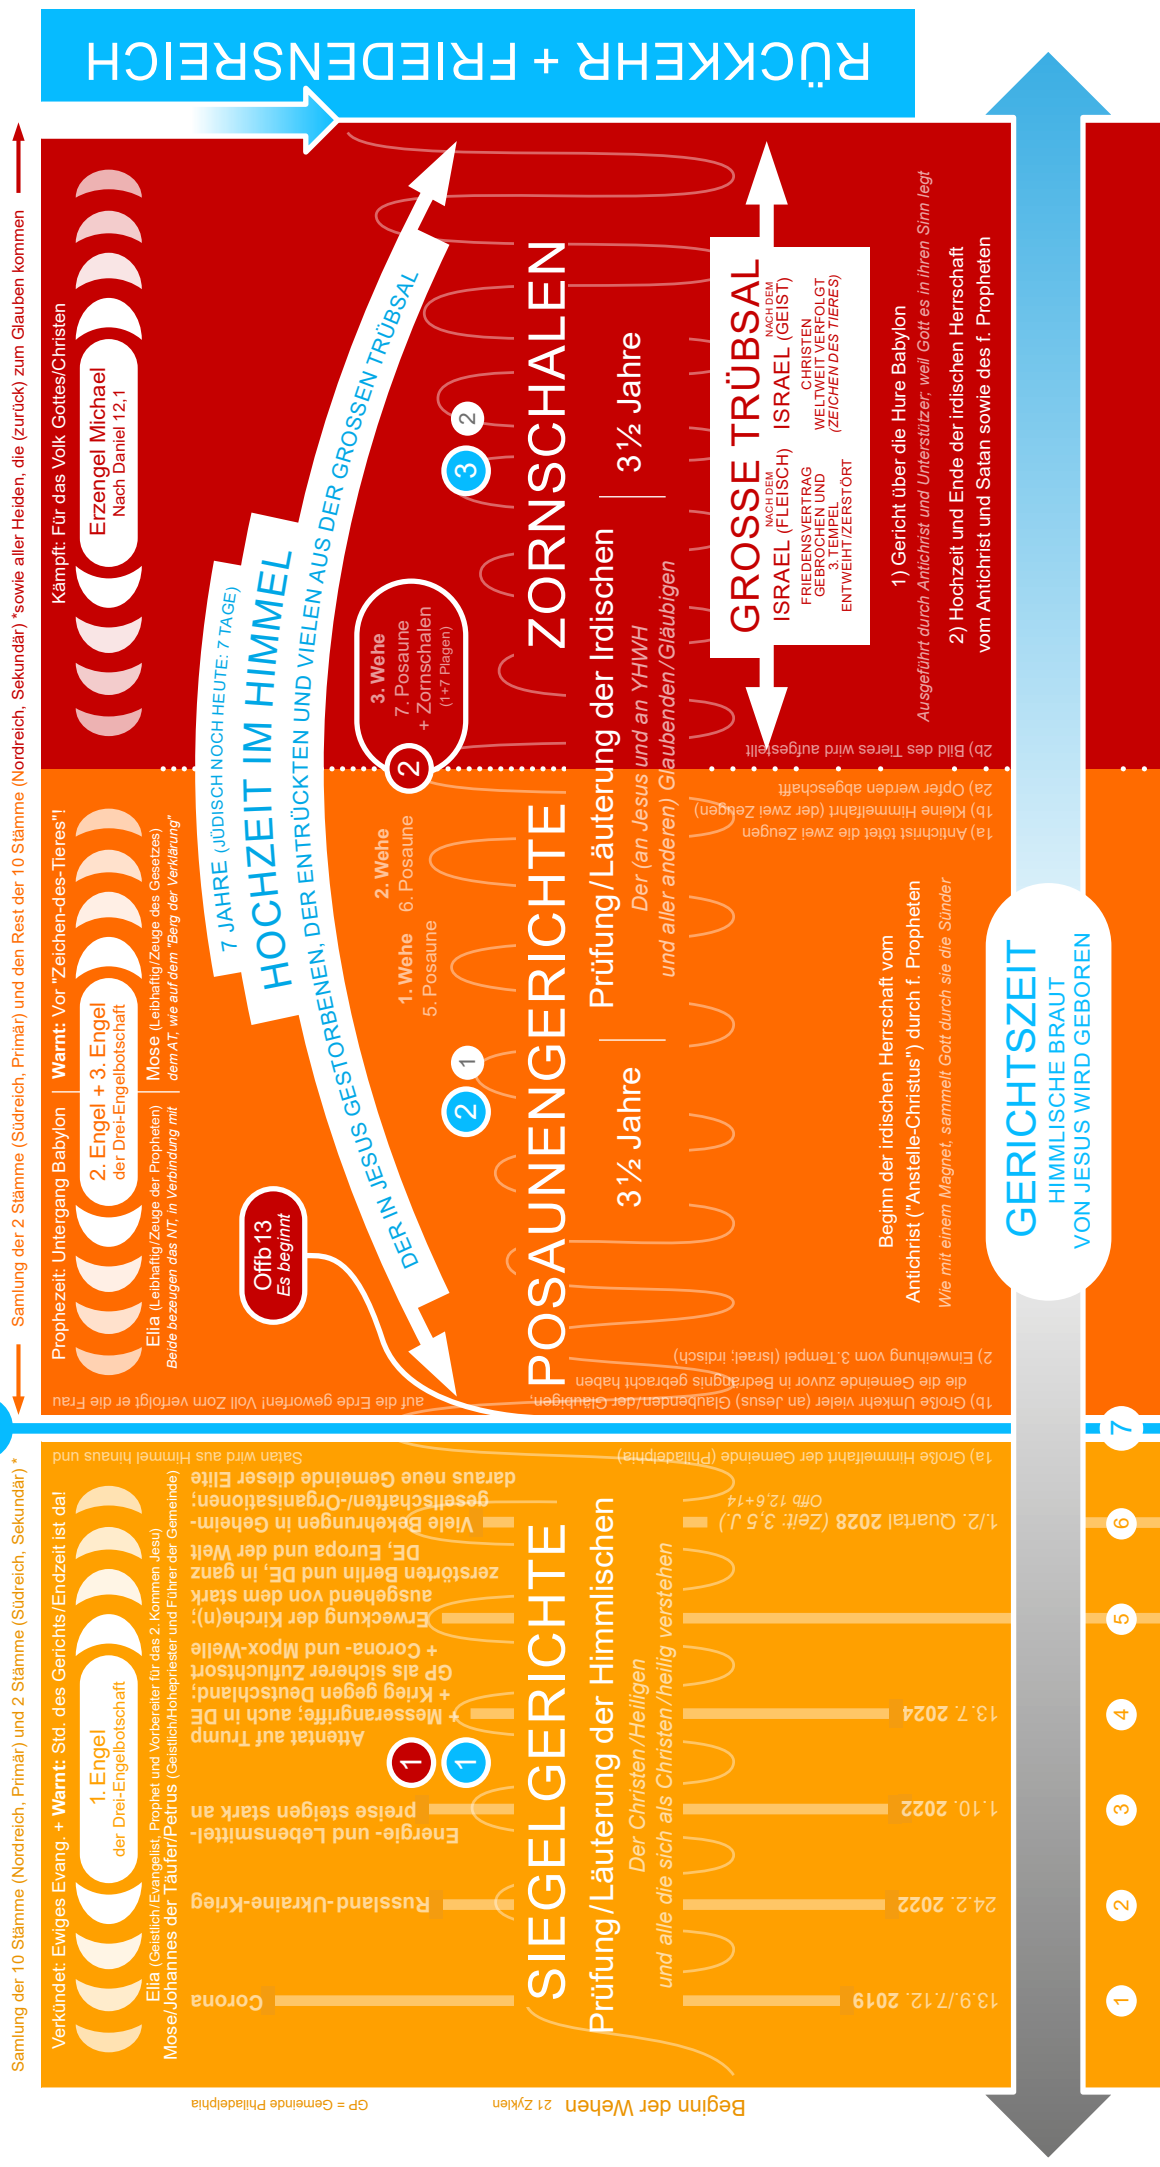 Samlung der 10 Stämme (Nordreich, Primär) und 2 Stämme (Südreich, Sekundär) *
Samlung der 2 Stämme (Südreich, Primär) und den Rest der 10 Stämme (Nordreich, Sekundär) *sowie aller Heiden, die (zurück) zum Glauben kommen
Verkündet: Ewiges Evang. + Warnt: Std. des Gerichts/Endzeit ist da!
1. Engel
der Drei-Engelbotschaft
Elia (Geistlich/Evangelist, Prophet und Vorbereiter für das 2. Kommen Jesu)
Mose/Johannes der Täufer/Petrus (Geistlich/Hohepriester und Führer der Gemeinde)
Prophezeit: Untergang Babylon
Warnt: Vor "Zeichen-des-Tieres"!
2. Engel + 3. Engel
der Drei-Engelbotschaft
Elia (Leibhaftig/Zeuge der Propheten)
Beide bezeugen das NT, in Verbindung mit
Mose (Leibhaftig/Zeuge des Gesetzes)
dem AT, wie auf dem "Berg der Verklärung"
Kämpft: Für das Volk Gottes/Christen
Erzengel Michael
Nach Daniel 12,1
RÜCKKEHR + FRIEDENSREICH
7 JAHRE (JÜDISCH NOCH HEUTE: 7 TAGE)
HOCHZEIT IM HIMMEL
DER IN JESUS GESTORBENEN, DER ENTRÜCKTEN UND VIELEN) AUS DER GROSSEN TRÜBSAL
Offb 13
Es beginnt
1. Wehe
5. Posaune
2. Wehe
6. Posaune
3. Wehe
7. Posaune
+ Zornschalen
(1+7 Plagen)
2
1
1
2
1
3
2
SIEGELGERICHTE
Prüfung/Läuterung der Himmlischen
Der Christen/Heiligen
und alle die sich als Christen/heilig verstehen
POSAUNENGERICHTE
ZORNSCHALEN
Prüfung/Läuterung der Irdischen
3 ½ Jahre
3 ½ Jahre
Der (an Jesus und an YHWH
und aller anderen) Glaubenden/Gläubigen
GROSSE TRÜBSAL
NACH DEM
ISRAEL (FLEISCH)
FRIEDENSVERTRAG
GEBROCHEN UND
3. TEMPEL
ENTWEIHT/ZERSTÖRT
NACH DEM
ISRAEL (GEIST)
CHRISTEN
WELTWEIT VERFOLGT
(ZEICHEN DES TIERES)
Beginn der irdischen Herrschaft vom
Antichrist ("Anstelle-Christus") durch f. Propheten
Wie mit einem Magnet, sammelt Gott durch sie die Sünder
1) Gericht über die Hure Babylon
Ausgeführt durch Antichrist und Unterstützer, weil Gott es in ihren Sinn legt
2) Hochzeit und Ende der irdischen Herrschaft
vom Antichrist und Satan sowie des f. Propheten
GERICHTSZEIT
HIMMLISCHE BRAUT
VON JESUS WIRD GEBOREN
1
2
3
4
5
6
7
GP = Gemeinde Philadelphia
21 Zyklen
Beginn der Wehen
Corona
13.9./7.12. 2019
Russland-Ukraine-Krieg
24.2. 2022
Energie- und Lebensmittel-
preise steigen stark an
1.10. 2022
Attentat auf Trump
+ Messerangriffe; auch in DE
+ Krieg gegen Deutschland;
GP als sicherer Zufluchtsort
+ Corona- und Mpox-Welle
13.7. 2024
Erweckung der Kirche(n);
ausgehend von dem stark
zerstörten Berlin und DE, in ganz
DE, Europa und der Welt
Viele Bekehrungen in Geheim-
gesellschaften/-Organisationen;
daraus neue Gemeinde dieser Elite
1./2. Quartal 2028 (Zeit: 3,5 J.)
Offb 12,6+14
Satan wird aus Himmel hinaus und
auf die Erde geworfen! Voll Zorn verfolgt er die Frau
1a) Große Himmelfahrt der Gemeinde (Philadelphia)
1b) Große Umkehr vieler (an Jesus) Glaubenden/der Gläubigen,
die die Gemeinde zuvor in Bedrängnis gebracht haben
2) Einweihung vom 3. Tempel (Israel; irdisch)
1a) Antichrist tötet die zwei Zeugen
1b) Kleine Himmelfahrt (der zwei Zeugen)
2a) Opfer werden abgeschafft
2b) Bild des Tieres wird aufgestellt